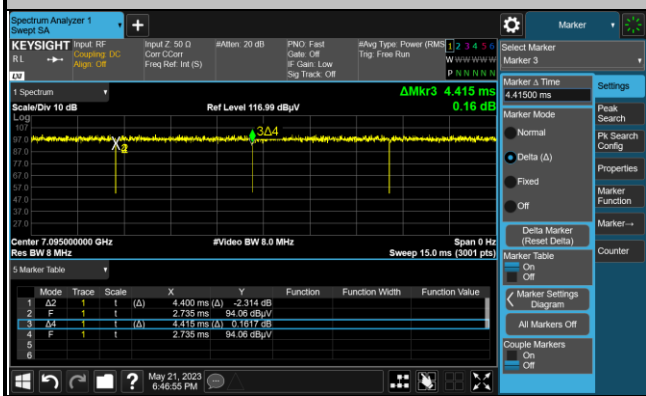 Spectrum Analyzer 1
Swept SA
+
Marker
KEYSIGHT Input: RF Input Z: 50 Ω #Atten: 20 dB PNO: Fast #Avg Type: Power (RMS 1 2 3 4 5 6
RL Coupling: DC Corr CCorr Gate: Off Trig: Free Run W W W W W W
Align: Off Freq Ref: Int (S) IF Gain: Low P N N N N N
Sig Track: Off
LXI
Select Marker
Marker 3
1 Spectrum
ΔMkr3 4.415 ms
Scale/Div 10 dB Ref Level 116.99 dBµV 0.16 dB
Log
107
97.0
87.0
77.0
67.0
57.0
47.0
37.0
27.0
3Δ4
X
Center 7.095000000 GHz #Video BW 8.0 MHz Span 0 Hz
Res BW 8 MHz Sweep 15.0 ms (3001 pts)
5 Marker Table
Mode Trace Scale X Y Function Function Width Function Value
1 Δ2 1 t (Δ) 4.400 ms (Δ) -2.314 dB
2 F 1 t 2.735 ms 94.06 dBµV
3 Δ4 1 t (Δ) 4.415 ms (Δ) 0.1617 dB
4 F 1 t 2.735 ms 94.06 dBµV
5
6
Marker Δ Time
4.41500 ms
Marker Mode
Normal
Delta (Δ)
Fixed
Off
Delta Marker
(Reset Delta)
Marker Table
On
Off
Marker Settings
Diagram
All Markers Off
Couple Markers
On
Off
Settings
Peak
Search
Pk Search
Config
Properties
Marker
Function
Marker→
Counter
?
May 21, 2023
6:46:55 PM